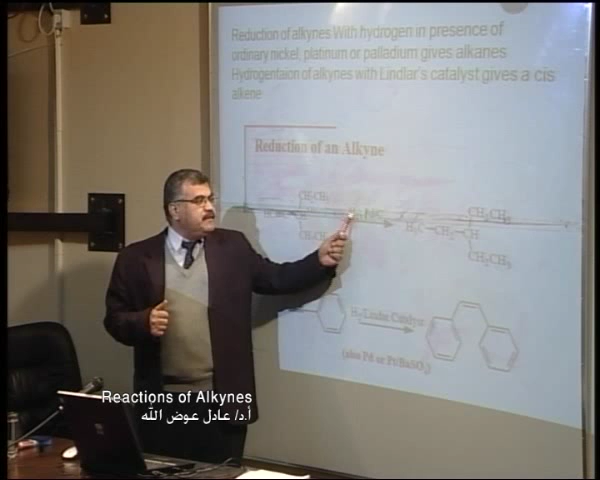 Reduction of alkynes With hydrogen in presence of
ordinary nickel, platinum or palladium gives alkanes
Hydrogentaion of alkynes with Lindlar's catalyst gives a cis
alkene
Reduction of an Alkyne
CH₂CH₃
CH₂CH₃
H₃C CH₂ CH
CH₂CH₃
H₂ Lindlar Catalyst
(also Pd or Pt/BaSO₄)
Reactions of Alkynes
أ.د/ عادل عوض الله